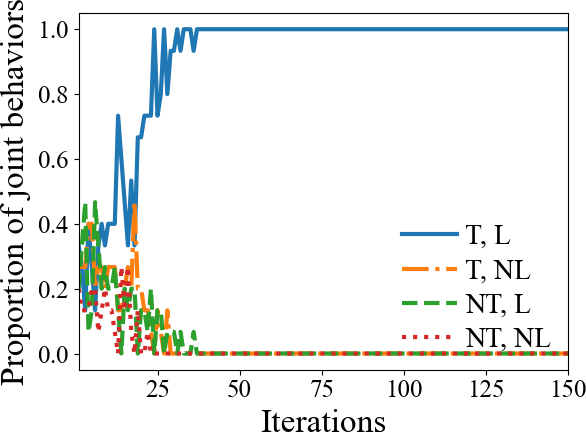 Proportion of joint behaviors
1.0
0.8
0.6
0.4
0.2
0.0
T, L
T, NL
NT, L
NT, NL
25 50 75 100 125 150
Iterations